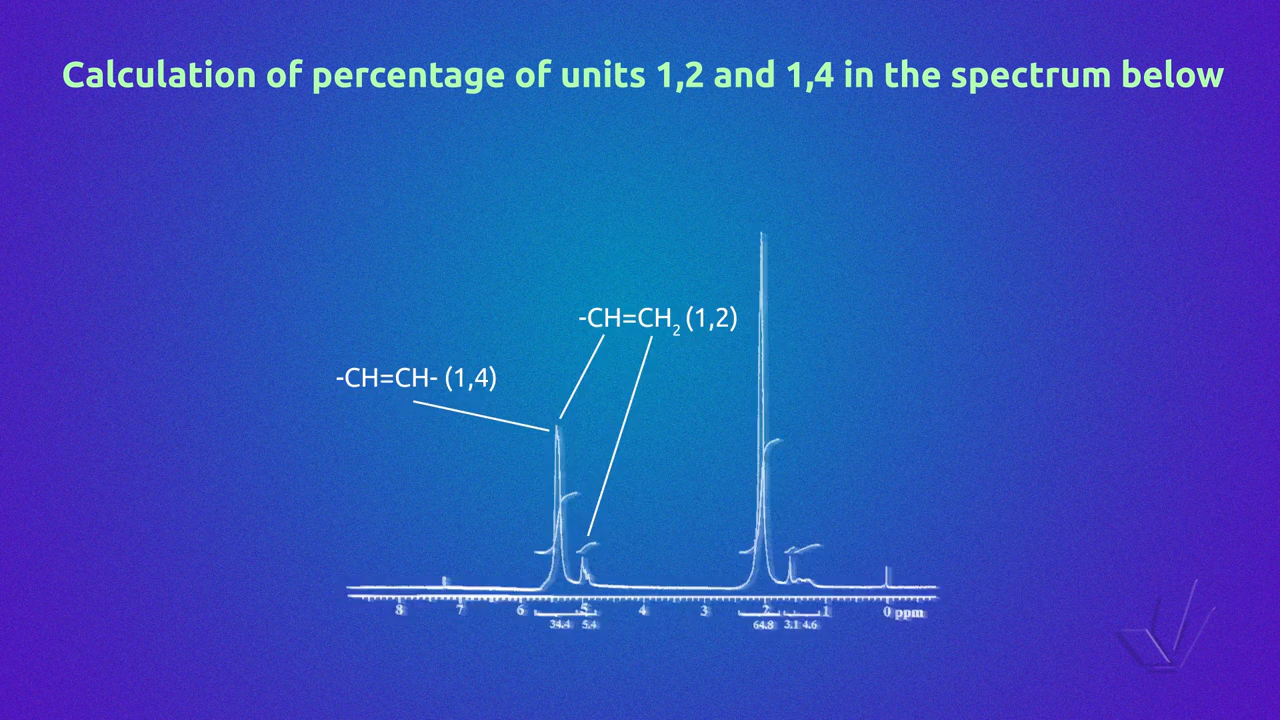 Calculation of percentage of units 1,2 and 1,4 in the spectrum below
-CH=CH₂ (1,2)
-CH=CH- (1,4)
8 7 6 5 4 3 2 1 0 ppm
34.4 5.4 64.8 3.1 4.6